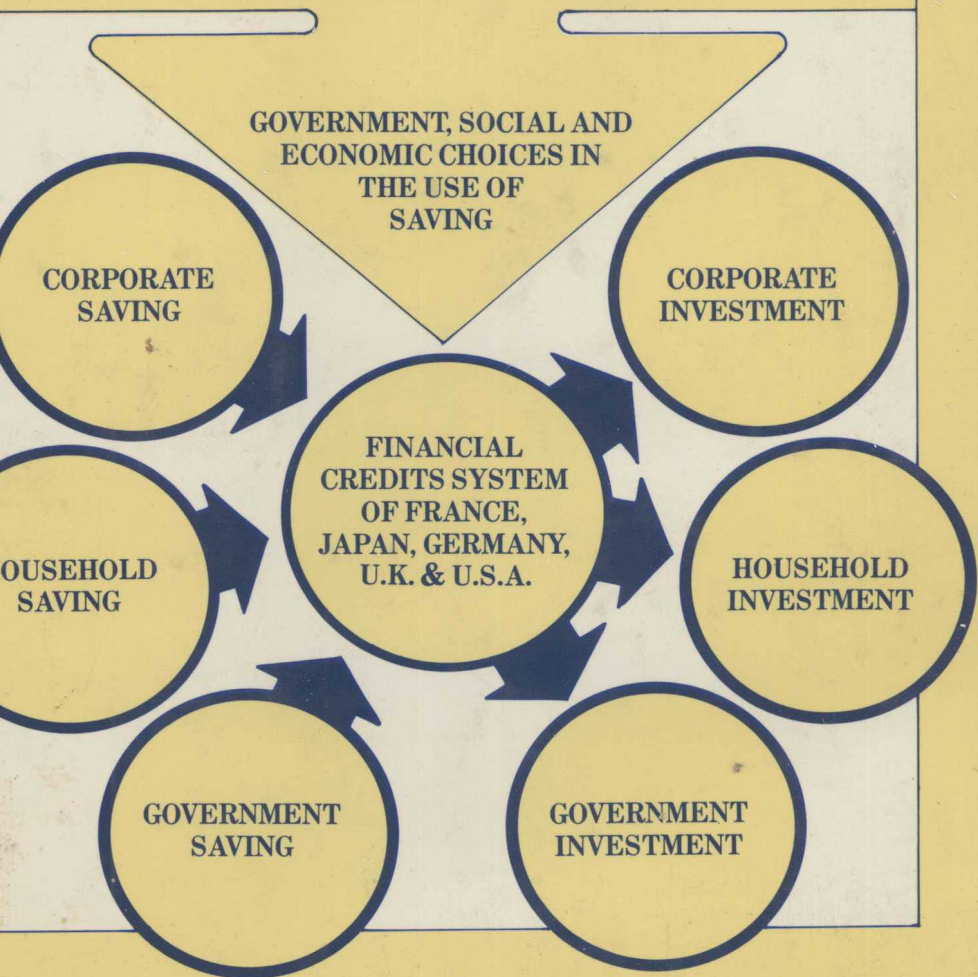 GOVERNMENT, SOCIAL AND
ECONOMIC CHOICES IN
THE USE OF
SAVING
CORPORATE
SAVING
CORPORATE
INVESTMENT
FINANCIAL
CREDITS SYSTEM
OF FRANCE,
JAPAN, GERMANY,
U.K. & U.S.A.
OUSEHOLD
SAVING
HOUSEHOLD
INVESTMENT
GOVERNMENT
SAVING
GOVERNMENT
INVESTMENT